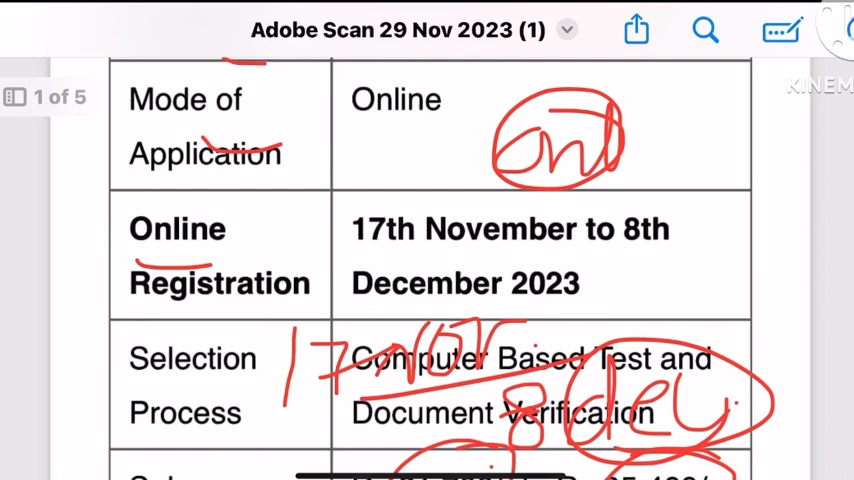 Adobe Scan 29 Nov 2023 (1)
1 of 5
KINEM
Mode of Application
Online
onl
Online Registration
17th November to 8th
December 2023
17 Nov
Selection Process
Computer Based Test and
Document Verification
8 dec